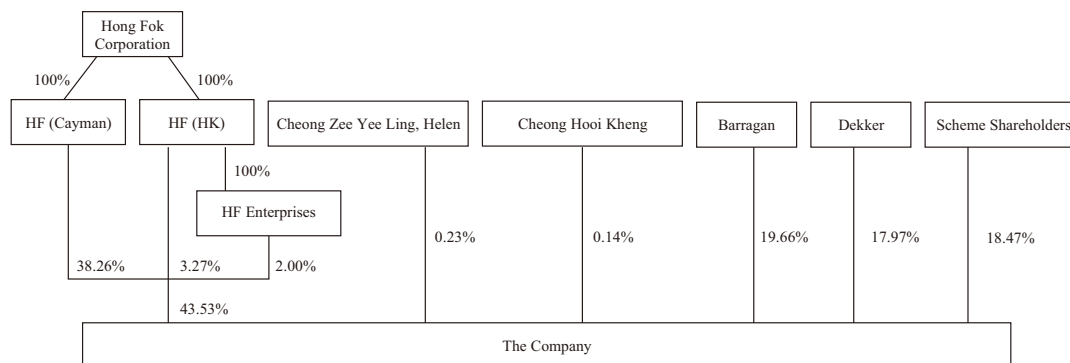 Hong Fok
Corporation
100%
100%
HF (Cayman)
HF (HK)
Cheong Zee Yee Ling, Helen
Cheong Hooi Kheng
Barragan
Dekker
Scheme Shareholders
100%
HF Enterprises
0.23%
0.14%
19.66%
17.97%
18.47%
38.26%
3.27%
2.00%
43.53%
The Company